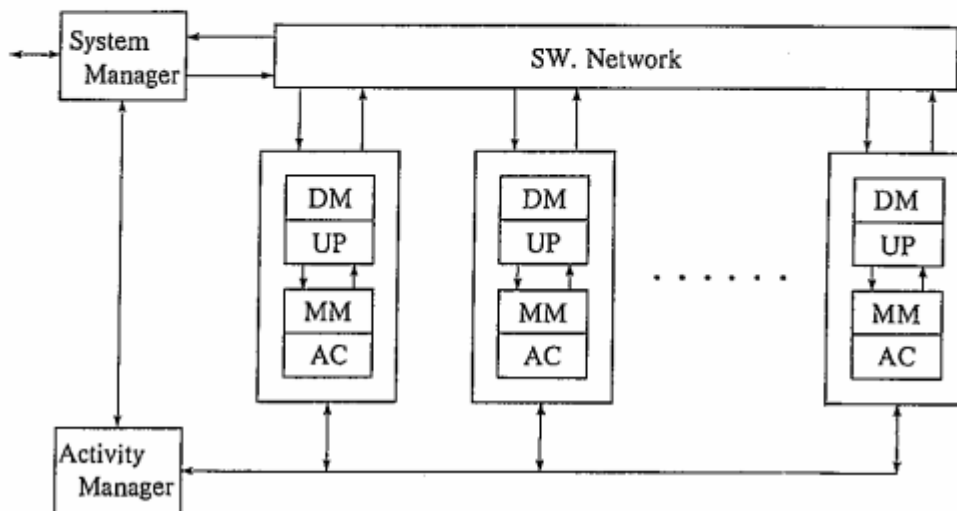 System
Manager
SW. Network
DM
UP
MM
AC
DM
UP
MM
AC
DM
UP
MM
AC
Activity
Manager